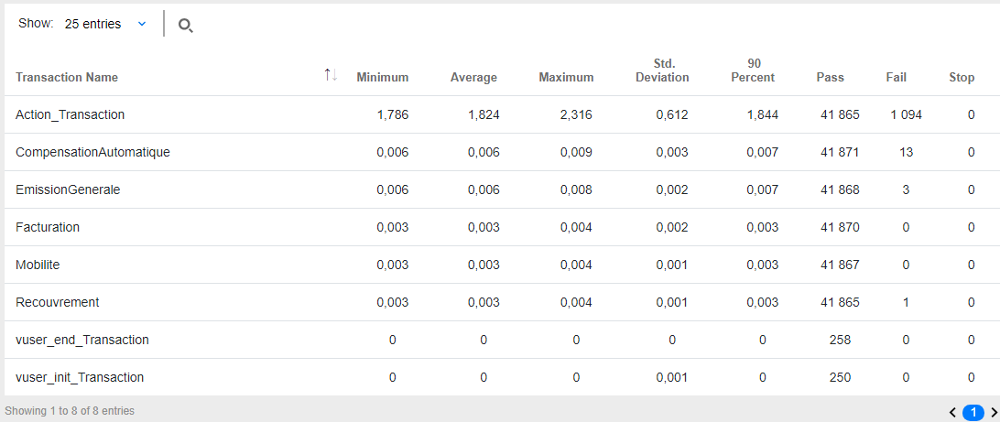 Show: 25 entries
Std. 90
Transaction Name Minimum Average Maximum Deviation Percent Pass Fail Stop
Action_Transaction 1,786 1,824 2,316 0,612 1,844 41 865 1 094 0
CompensationAutomatique 0,006 0,006 0,009 0,003 0,007 41 871 13 0
EmissionGenerale 0,006 0,006 0,008 0,002 0,007 41 868 3 0
Facturation 0,003 0,003 0,004 0,002 0,003 41 870 0 0
Mobilite 0,003 0,003 0,004 0,001 0,003 41 867 0 0
Recouvrement 0,003 0,003 0,004 0,001 0,003 41 865 1 0
vuser_end_Transaction 0 0 0 0 0 258 0 0
vuser_init_Transaction 0 0 0 0,001 0 250 0 0
Showing 1 to 8 of 8 entries 1